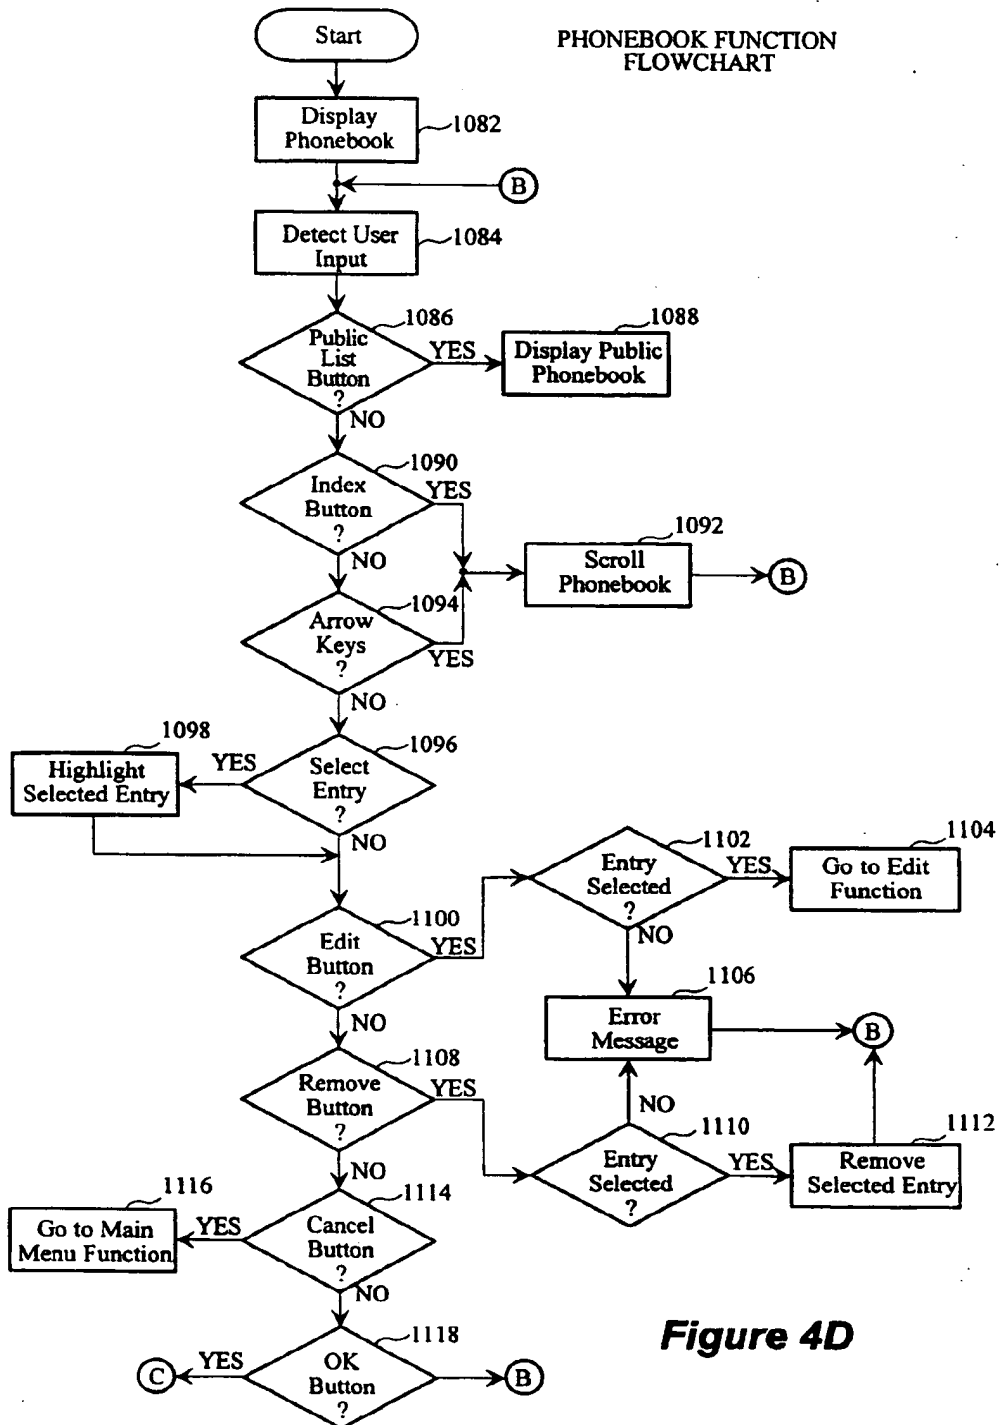 Start
PHONEBOOK FUNCTION
FLOWCHART
Display
Phonebook
1082
B
Detect User
Input
1084
Public
List
Button
?
1086
YES
1088
Display Public
Phonebook
NO
Index
Button
?
1090
YES
NO
1092
Scroll
Phonebook
B
Arrow
Keys
?
1094
YES
NO
1098
Highlight
Selected Entry
YES
Select
Entry
?
1096
NO
Entry
Selected
?
1102
YES
1104
Go to Edit
Function
NO
Edit
Button
?
1100
YES
NO
1106
Error
Message
B
Remove
Button
?
1108
YES
NO
NO
Entry
Selected
?
1110
YES
1112
Remove
Selected Entry
1116
Go to Main
Menu Function
YES
Cancel
Button
?
1114
NO
C
YES
OK
Button
?
1118
B
Figure 4D